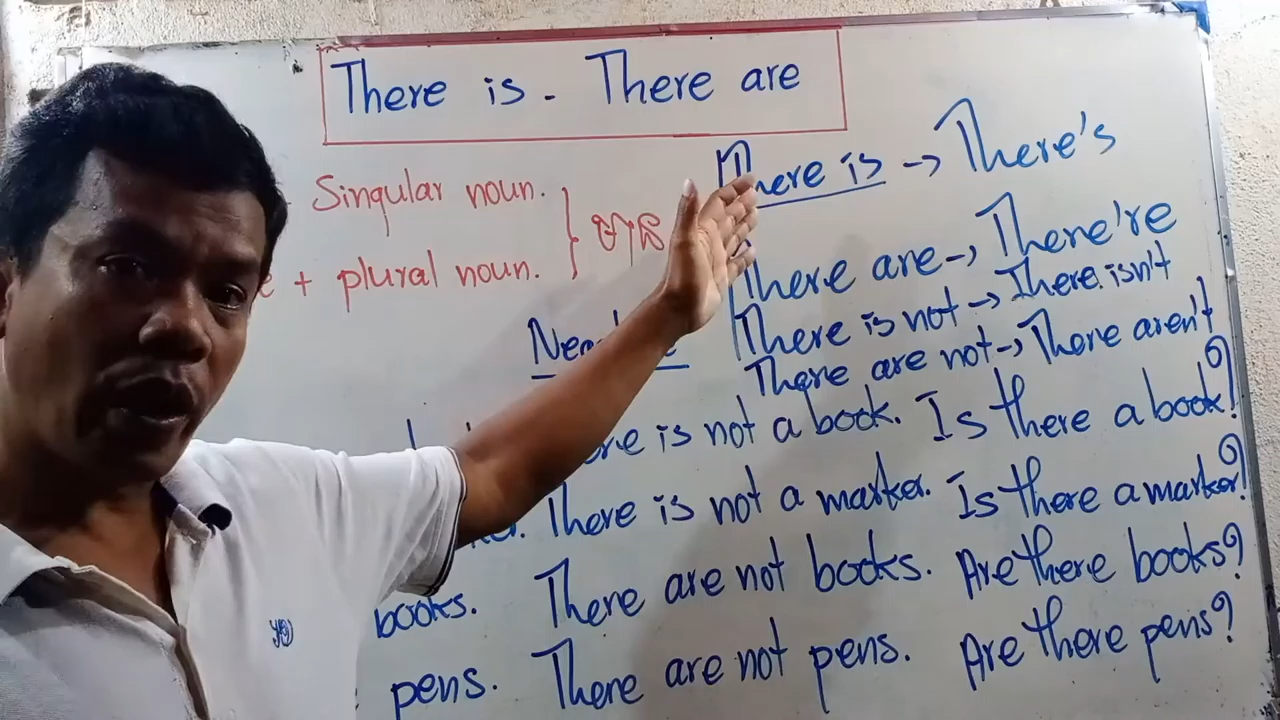 There is - There are
Singular noun.
+ plural noun.
} មាន
There is → There's
There are → There're
There is not → There isn't
There are not → There aren't
is not a book. Is there a book?
There is not a marker. Is there a marker?
books. There are not books. Are there books?
pens. There are not pens. Are there pens?